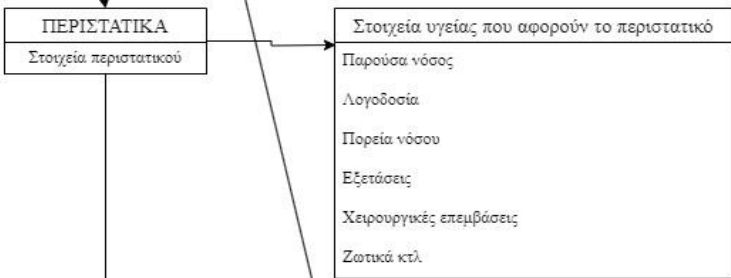 ΠΕΡΙΣΤΑΤΙΚΑ
Στοιχεία περιστατικού
Στοιχεία υγείας που αφορούν το περιστατικό
Παρούσα νόσος
Λογοδοσία
Πορεία νόσου
Εξετάσεις
Χειρουργικές επεμβάσεις
Ζωτικά κτλ